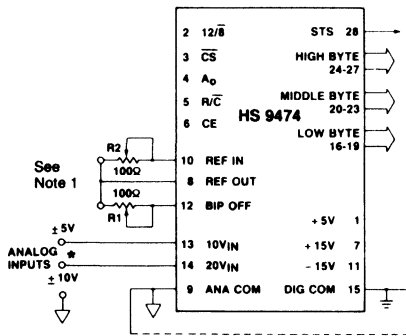 2 12/8̅ STS 28
3 C̅S̅ HIGH BYTE
24-27
4 A₀
MIDDLE BYTE
5 R/C̅ 20-23
HS 9474
6 CE LOW BYTE
16-19
R2
100Ω
10 REF IN
See
Note 1
8 REF OUT
100Ω
12 BIP OFF
R1
± 5V + 5V 1
13 10VIN + 15V 7
ANALOG *
INPUTS
14 20VIN - 15V 11
± 10V
9 ANA COM DIG COM 15